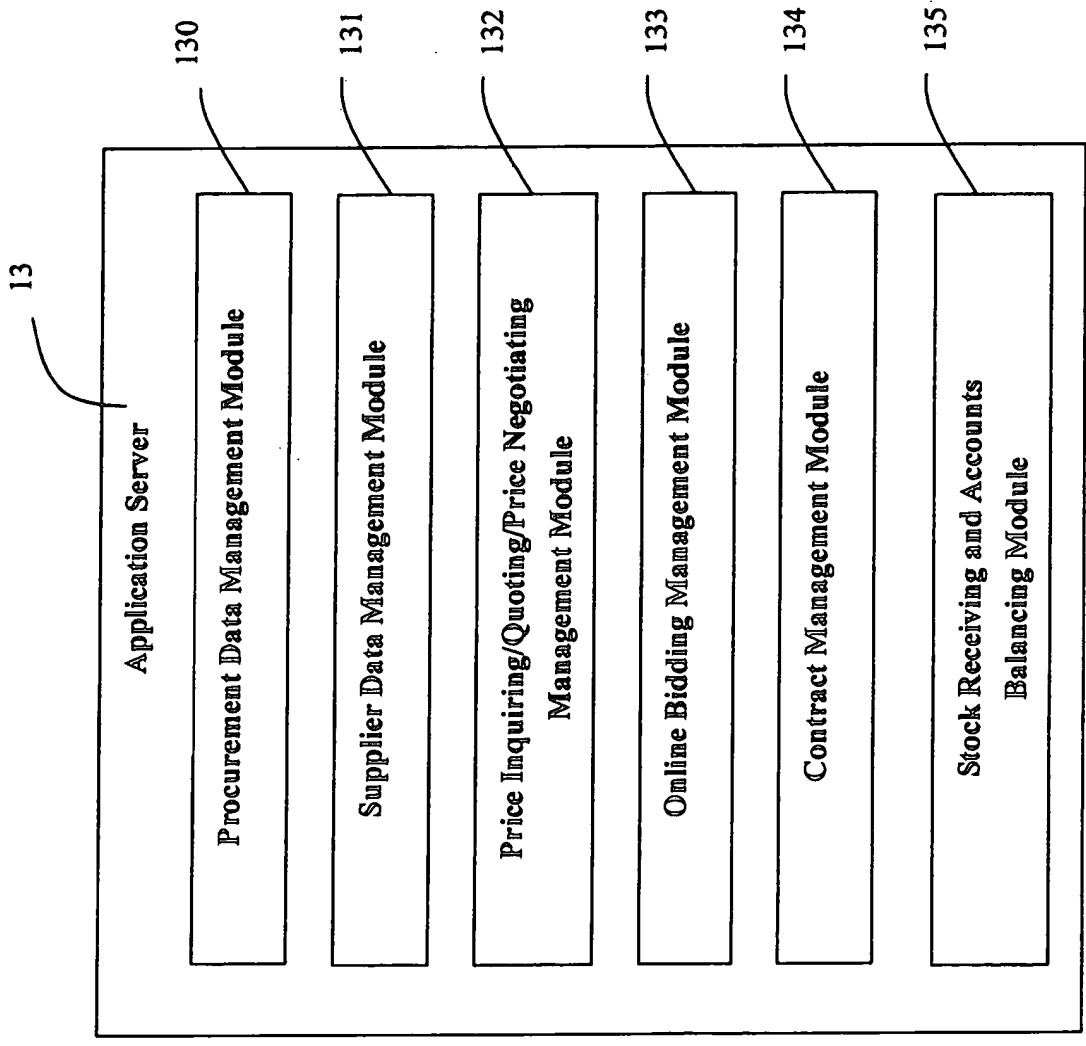 13
Application Server
Procurement Data Management Module
130
Supplier Data Management Module
131
Price Inquiring/Quoting/Price Negotiating
Management Module
132
Online Bidding Management Module
133
Contract Management Module
134
Stock Receiving and Accounts
Balancing Module
135